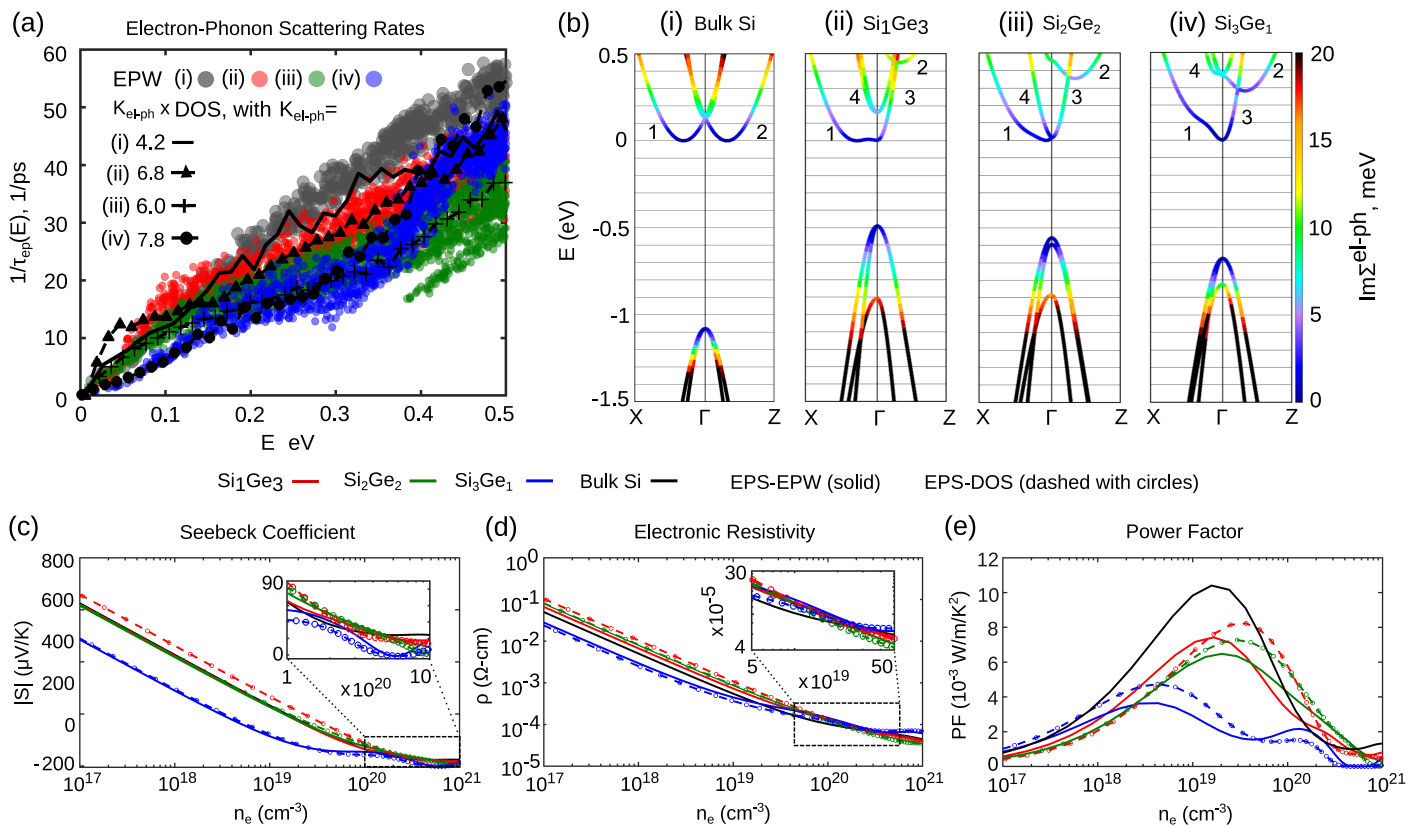 (a) Electron-Phonon Scattering Rates
60
50
40
30
20
10
0
1/τep(E), 1/ps
EPW (i) (ii) (iii) (iv)
Kel-ph x DOS, with Kel-ph=
(i) 4.2
(ii) 6.8
(iii) 6.0
(iv) 7.8
0 0.1 0.2 0.3 0.4 0.5
E eV
(b) (i) Bulk Si (ii) Si1Ge3 (iii) Si2Ge2 (iv) Si3Ge1
0.5
0
-0.5
-1
-1.5
E (eV)
1 2
1 2 3 4
1 2 3 4
1 2 3 4
X Γ Z X Γ Z X Γ Z X Γ Z
20
15
10
5
0
ImΣel-ph, meV
Si1Ge3 Si2Ge2 Si3Ge1 Bulk Si EPS-EPW (solid) EPS-DOS (dashed with circles)
(c) Seebeck Coefficient
800
600
400
200
0
-200
|S| (μV/K)
90
0
1 x10^20 10
10^17 10^18 10^19 10^20 10^21
ne (cm-3)
(d) Electronic Resistivity
10^0
10^-1
10^-2
10^-3
10^-4
10^-5
ρ (Ω-cm)
30
x10^-5
4
5 x10^19 50
10^17 10^18 10^19 10^20 10^21
ne (cm-3)
(e) Power Factor
12
10
8
6
4
2
0
PF (10-3 W/m/K2)
10^17 10^18 10^19 10^20 10^21
ne (cm-3)